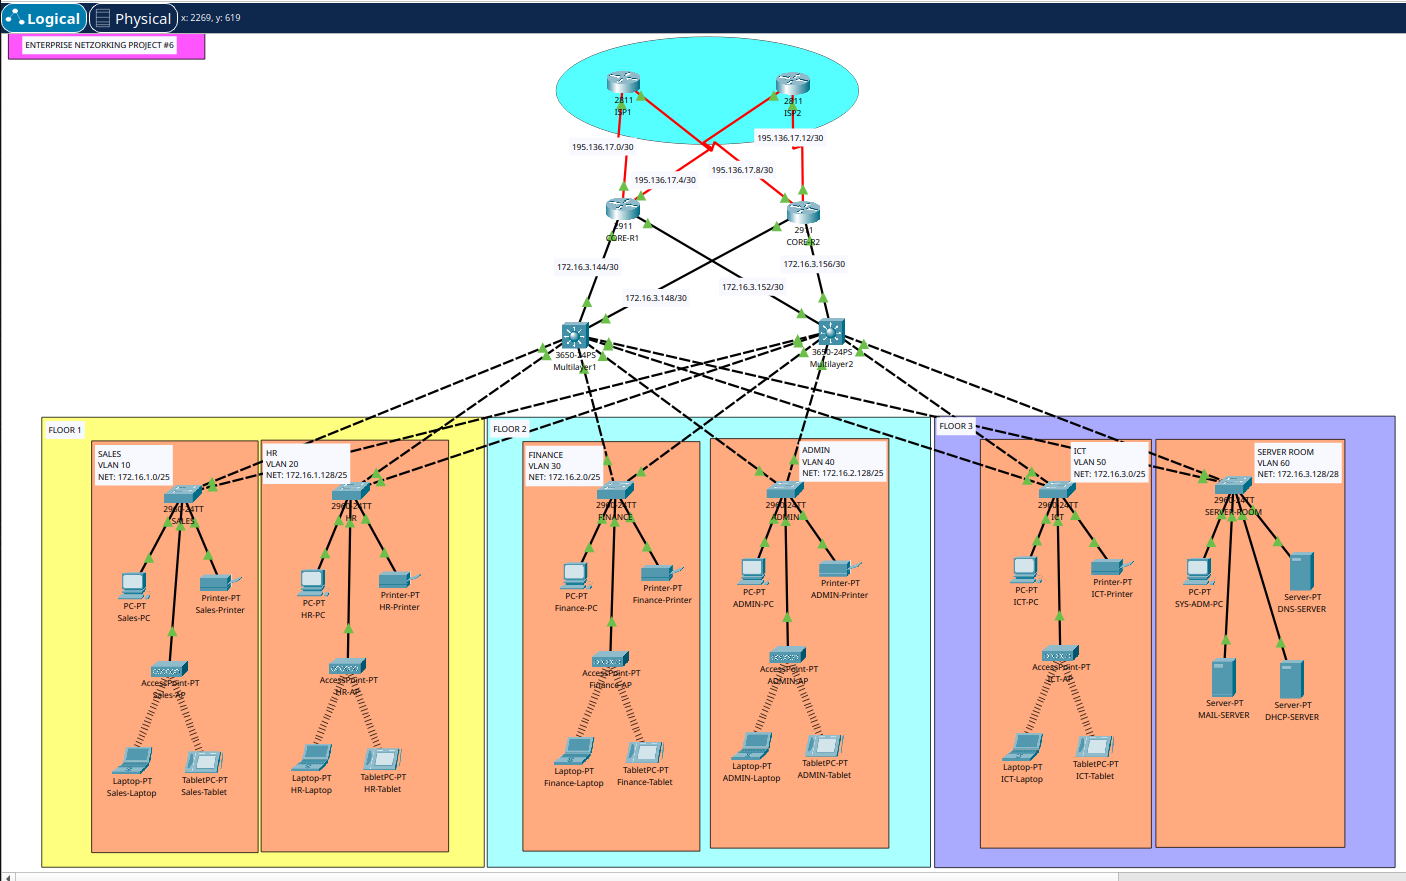 Logical
Physical
x: 2269, y: 619
ENTERPRISE NETZORKING PROJECT #6
2811
ISP1
2811
ISP2
195.136.17.0/30
195.136.17.12/30
195.136.17.4/30
195.136.17.8/30
2911
CORE-R1
2911
CORE-R2
172.16.3.144/30
172.16.3.156/30
172.16.3.148/30
172.16.3.152/30
3650-24PS
Multilayer1
3650-24PS
Multilayer2
FLOOR 1
FLOOR 2
FLOOR 3
SALES
VLAN 10
NET: 172.16.1.0/25
HR
VLAN 20
NET: 172.16.1.128/25
FINANCE
VLAN 30
NET: 172.16.2.0/25
ADMIN
VLAN 40
NET: 172.16.2.128/25
ICT
VLAN 50
NET: 172.16.3.0/25
SERVER ROOM
VLAN 60
NET: 172.16.3.128/28
2960-24TT
SALES
2960-24TT
HR
2960-24TT
FINANCE
2960-24TT
ADMIN
2960-24TT
ICT
2960-24TT
SERVER-ROOM
PC-PT
Sales-PC
Printer-PT
Sales-Printer
PC-PT
HR-PC
Printer-PT
HR-Printer
PC-PT
Finance-PC
Printer-PT
Finance-Printer
PC-PT
ADMIN-PC
Printer-PT
ADMIN-Printer
PC-PT
ICT-PC
Printer-PT
ICT-Printer
PC-PT
SYS-ADM-PC
Server-PT
DNS-SERVER
AccessPoint-PT
Sales-AP
AccessPoint-PT
HR-AP
AccessPoint-PT
Finance-AP
AccessPoint-PT
ADMIN-AP
AccessPoint-PT
ICT-AP
Server-PT
MAIL-SERVER
Server-PT
DHCP-SERVER
Laptop-PT
Sales-Laptop
TabletPC-PT
Sales-Tablet
Laptop-PT
HR-Laptop
TabletPC-PT
HR-Tablet
Laptop-PT
Finance-Laptop
TabletPC-PT
Finance-Tablet
Laptop-PT
ADMIN-Laptop
TabletPC-PT
ADMIN-Tablet
Laptop-PT
ICT-Laptop
TabletPC-PT
ICT-Tablet